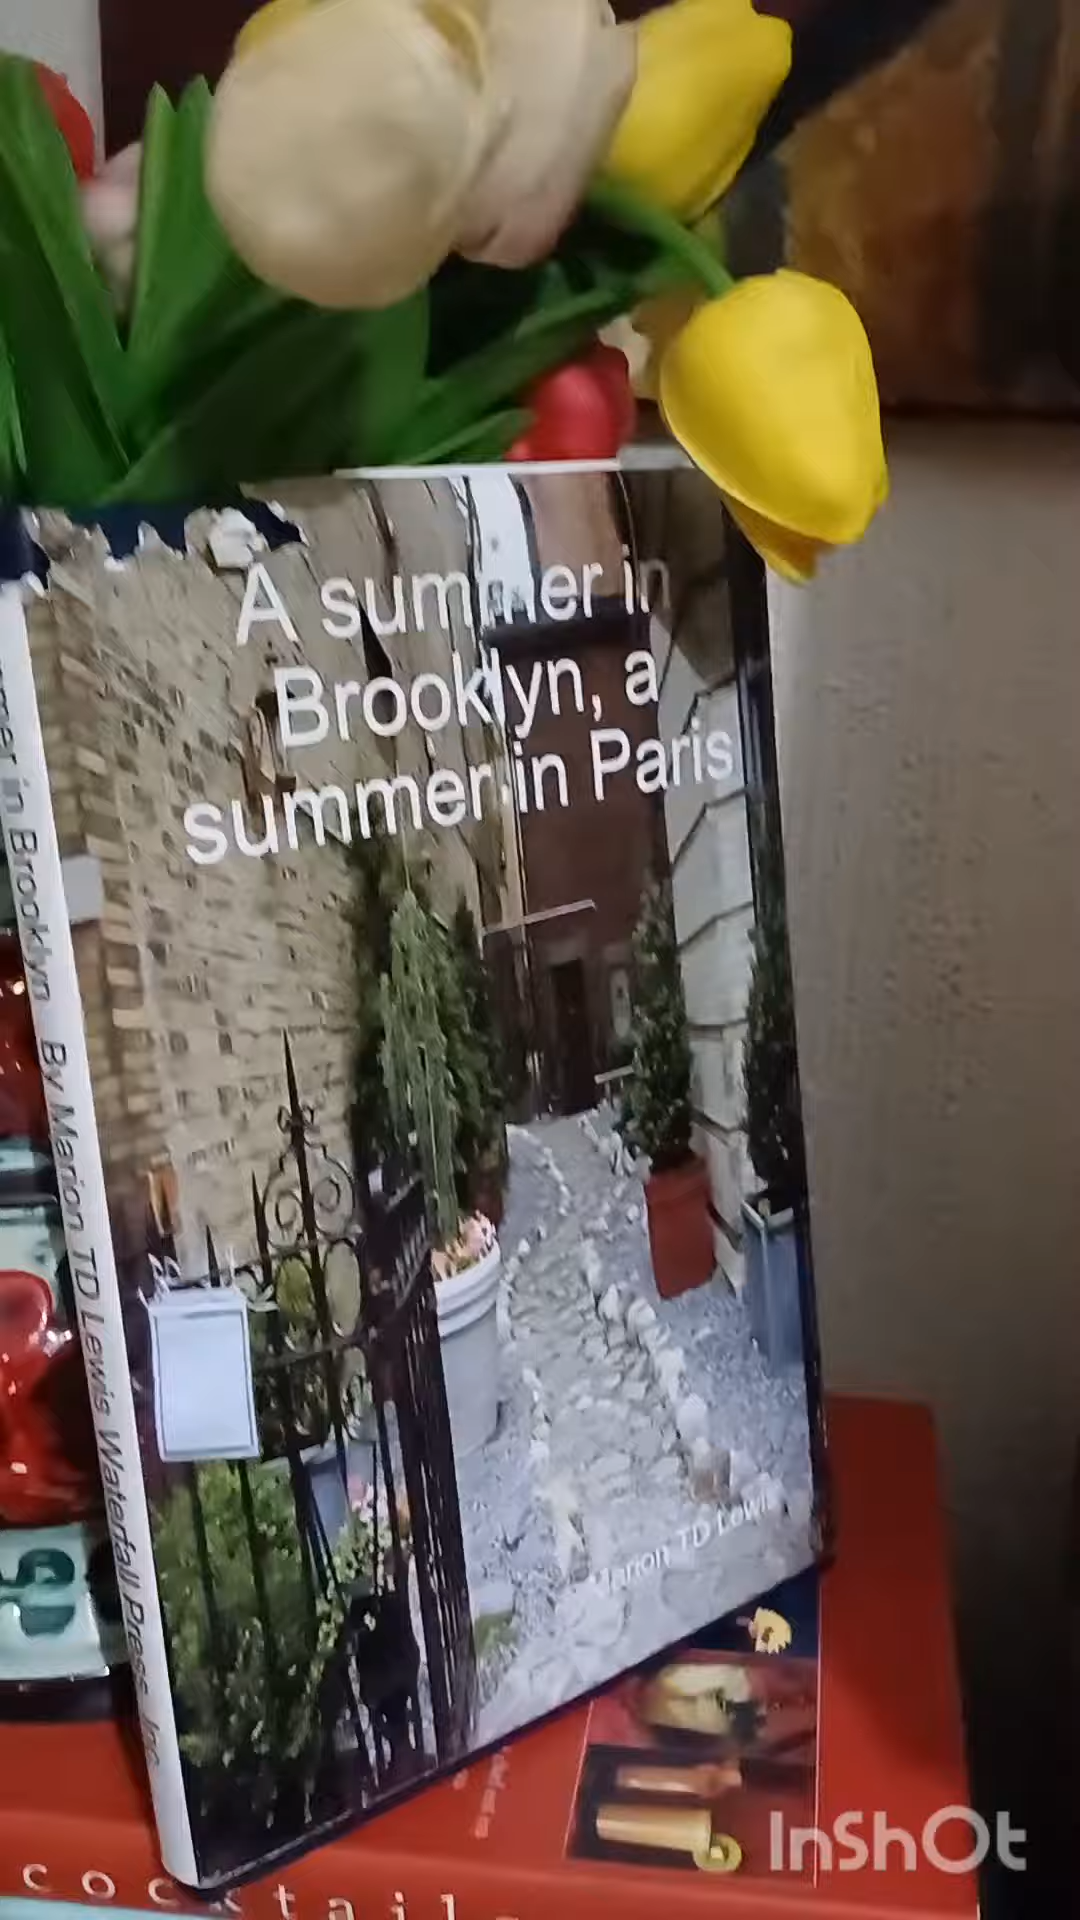 A summer in
Brooklyn, a
summer in Paris
Marion TD Lewis
mer in Brooklyn By Marion TD Lewis Waterfall Press, Inc
cocktails
InShOt